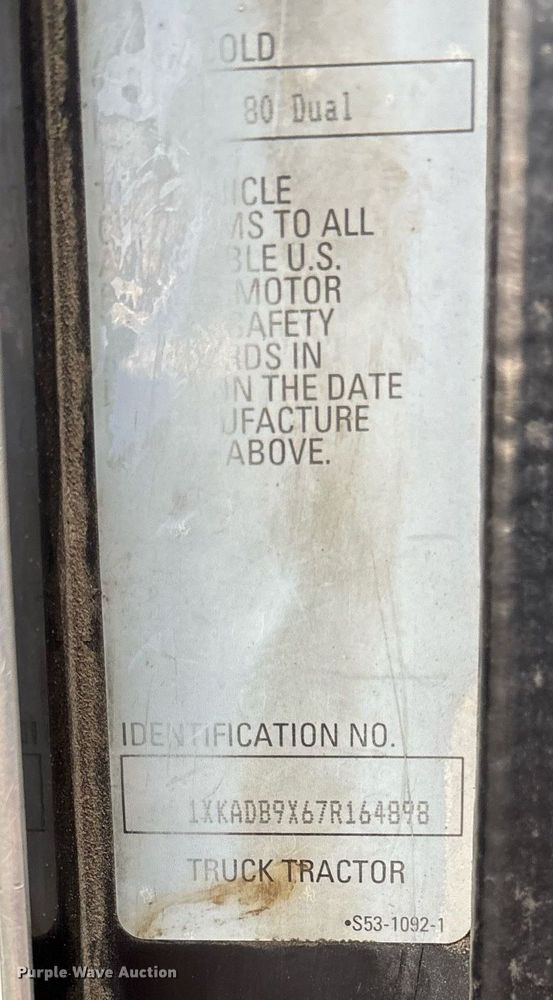 OLD
80 Dual
ICLE
MS TO ALL
BLE U.S.
MOTOR
SAFETY
RDS IN
IN THE DATE
UFACTURE
ABOVE.
IDENTIFICATION NO.
1XKADB9X67R164898
TRUCK TRACTOR
•S53-1092-1
Purple Wave Auction